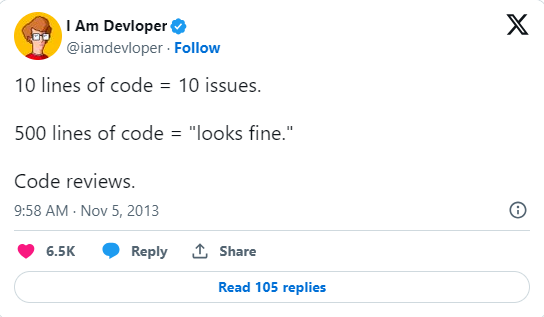 I Am Devloper
@iamdevloper · Follow
10 lines of code = 10 issues.
500 lines of code = "looks fine."
Code reviews.
9:58 AM · Nov 5, 2013
6.5K Reply Share
Read 105 replies